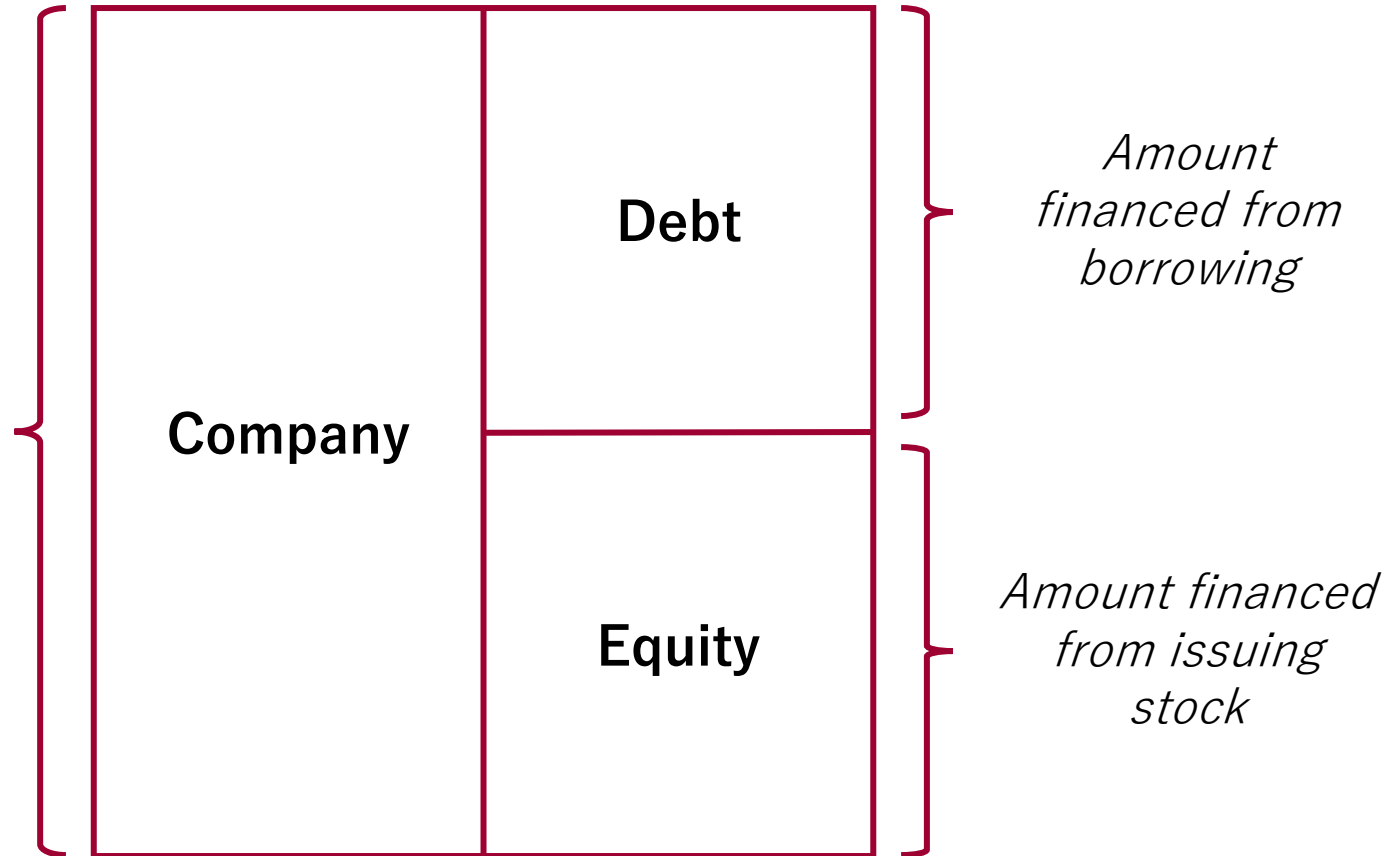 Company
Debt
Amount
financed from
borrowing
Equity
Amount financed
from issuing
stock